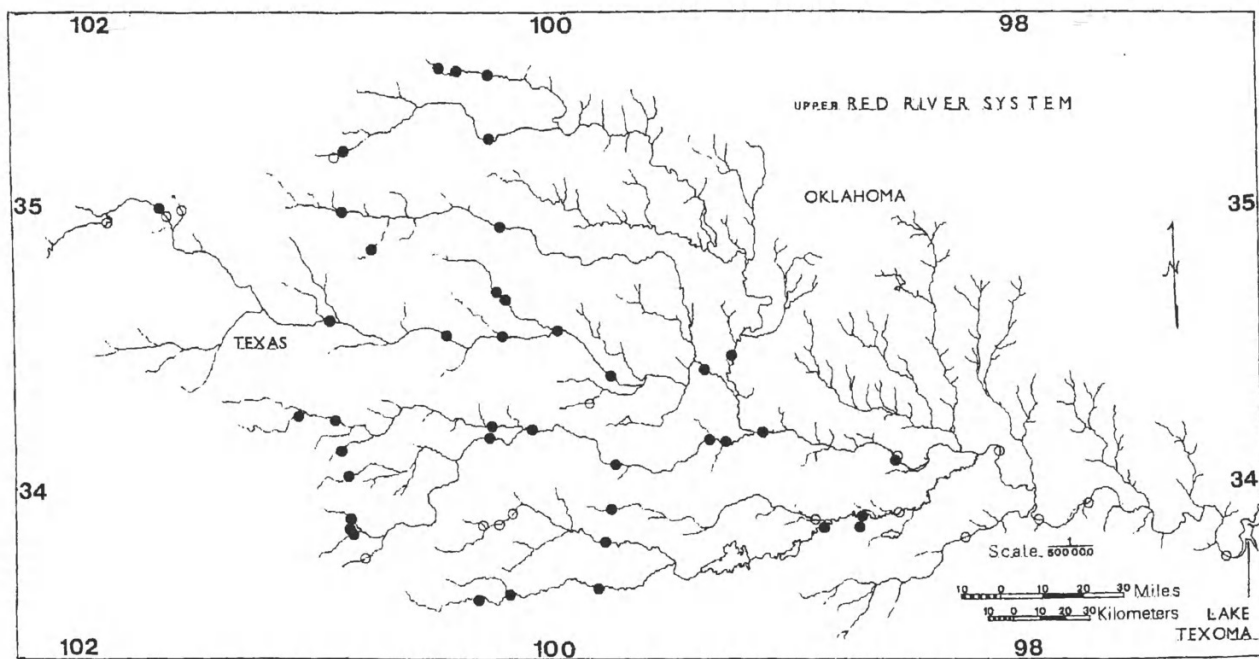 102 100 98
UPPER RED RIVER SYSTEM
OKLAHOMA
35 35
N
TEXAS
34 34
Scale 1/500000
10 0 10 20 30 Miles
10 0 10 20 30 Kilometers
LAKE
TEXOMA
102 100 98